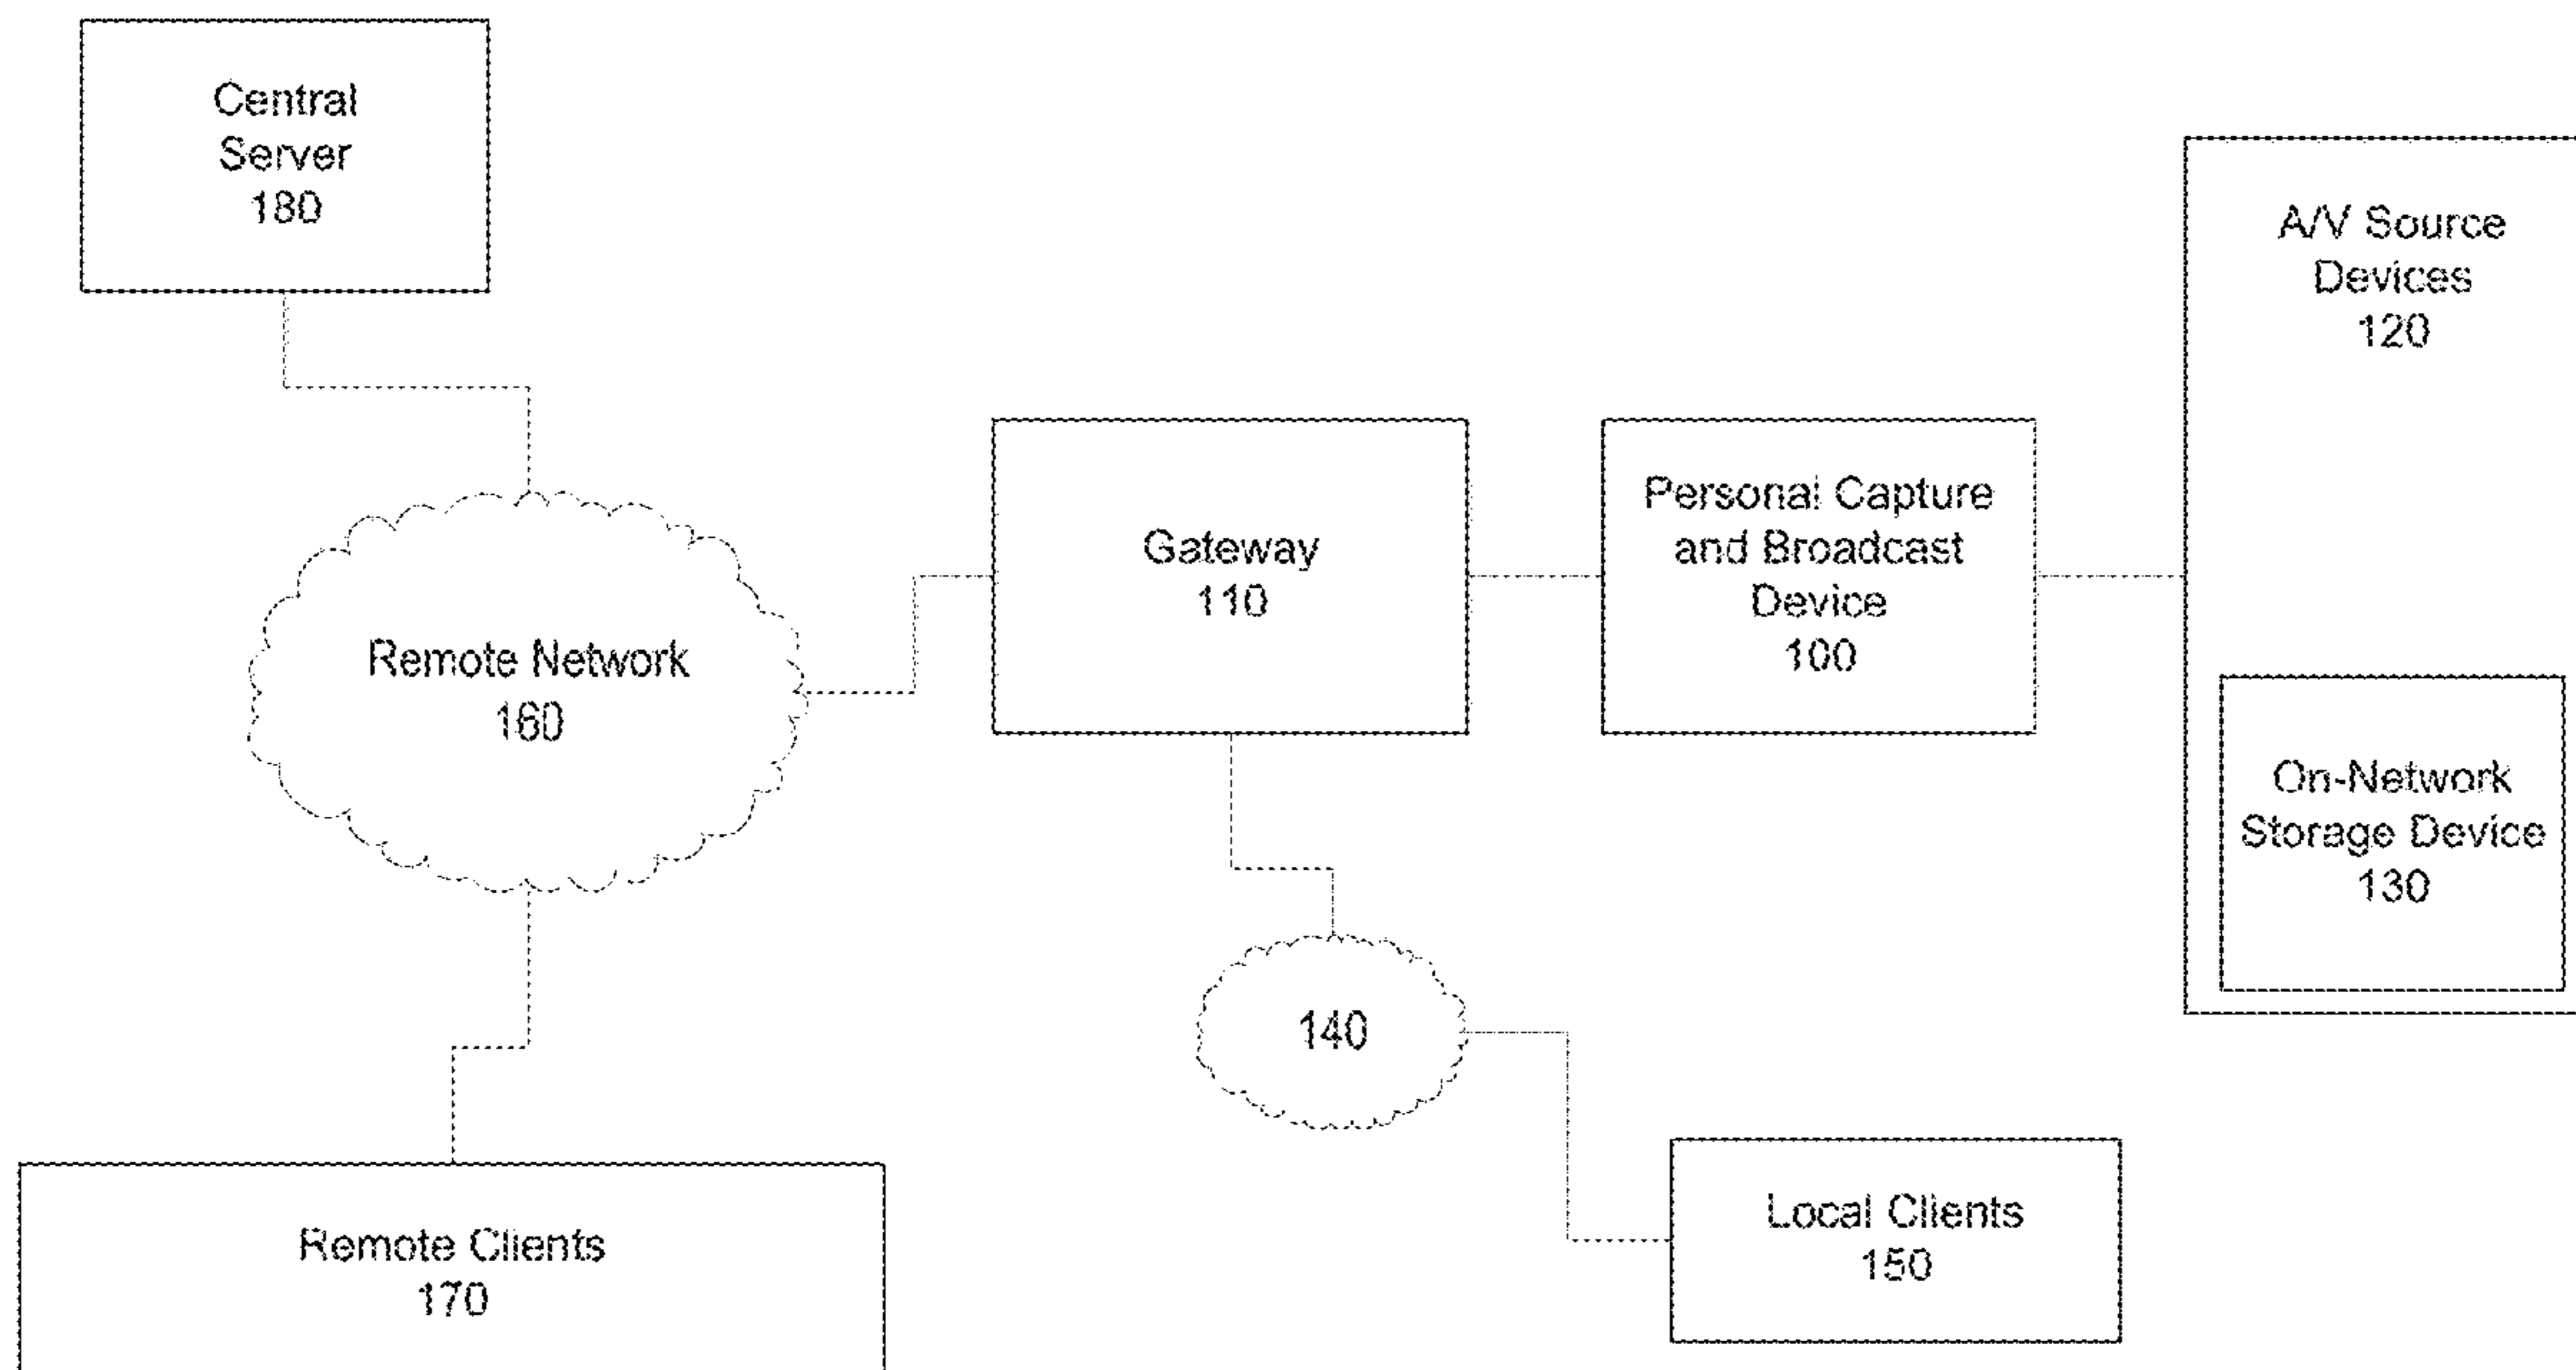 Central
Server
180
A/V Source
Devices
120
Personal Capture
and Broadcast
Device
100
Gateway
110
Remote Network
160
On-Network
Storage Device
130
140
Local Clients
150
Remote Clients
170